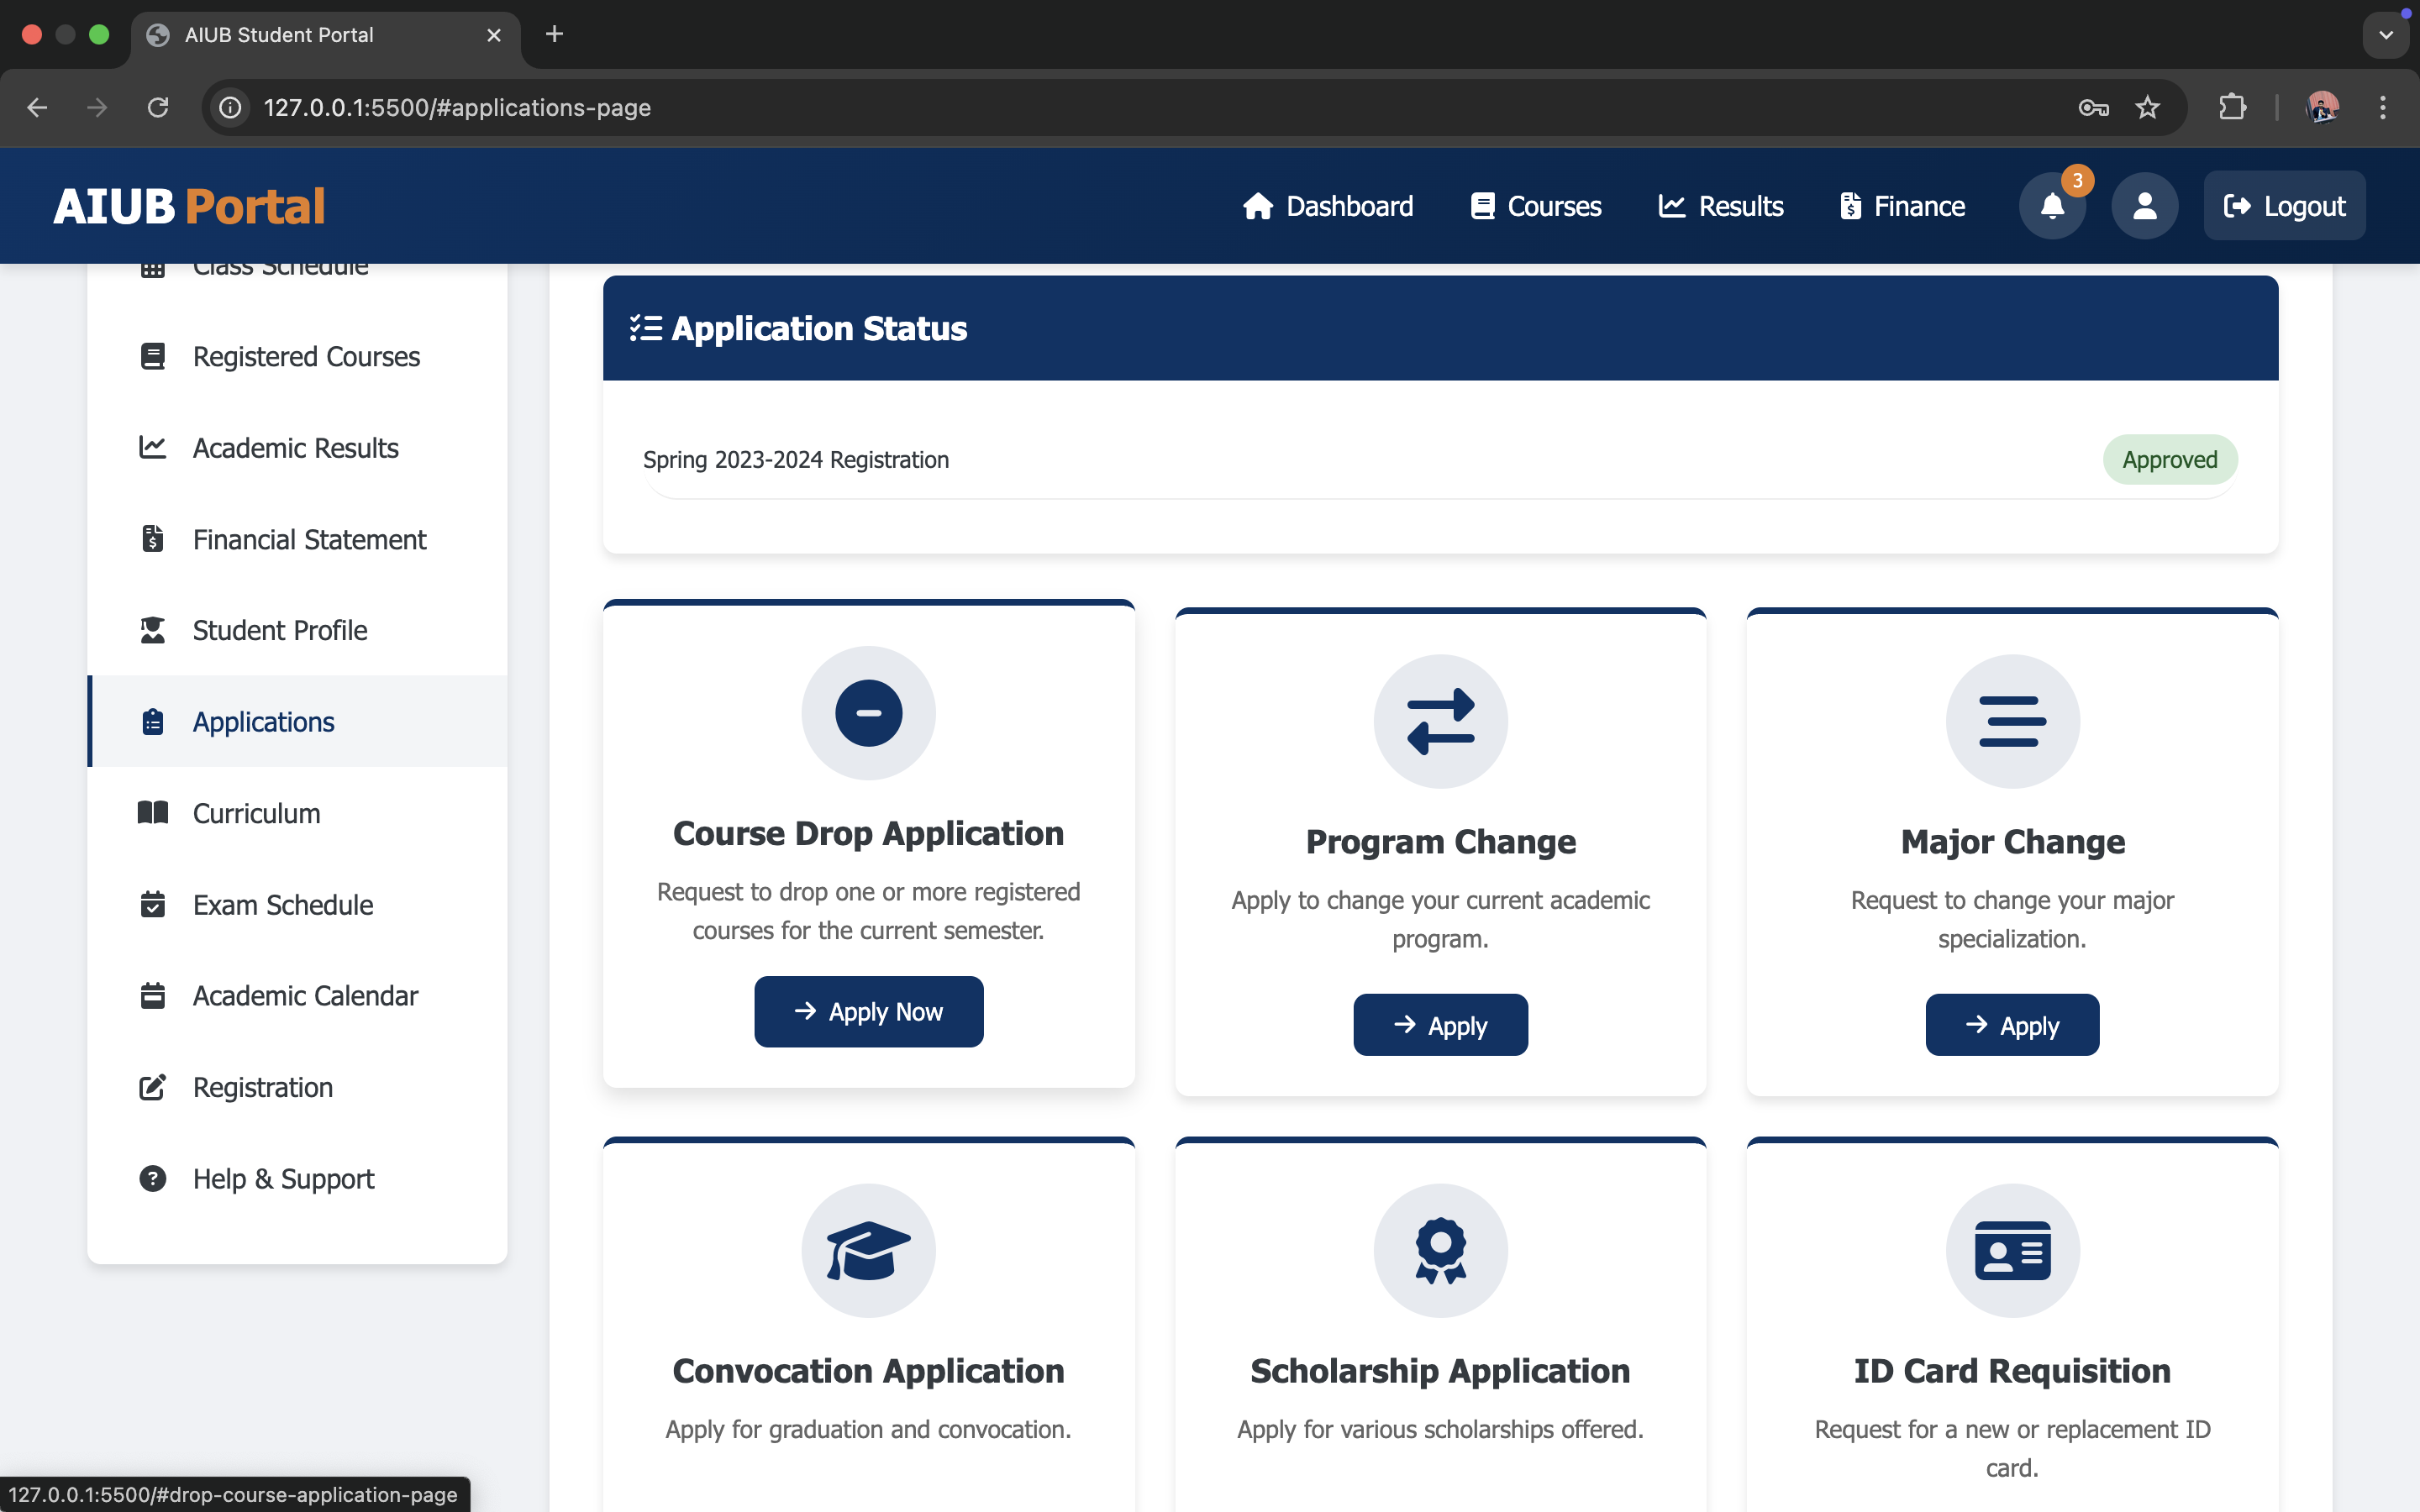 AIUB Student Portal
127.0.0.1:5500/#applications-page
AIUB Portal
Dashboard
Courses
Results
Finance
3
Logout
Class Schedule
Registered Courses
Academic Results
Financial Statement
Student Profile
Applications
Curriculum
Exam Schedule
Academic Calendar
Registration
Help & Support
Application Status
Spring 2023-2024 Registration
Approved
Course Drop Application
Request to drop one or more registered
courses for the current semester.
Apply Now
Program Change
Apply to change your current academic
program.
Apply
Major Change
Request to change your major
specialization.
Apply
Convocation Application
Apply for graduation and convocation.
Scholarship Application
Apply for various scholarships offered.
ID Card Requisition
Request for a new or replacement ID
card.
127.0.0.1:5500/#drop-course-application-page